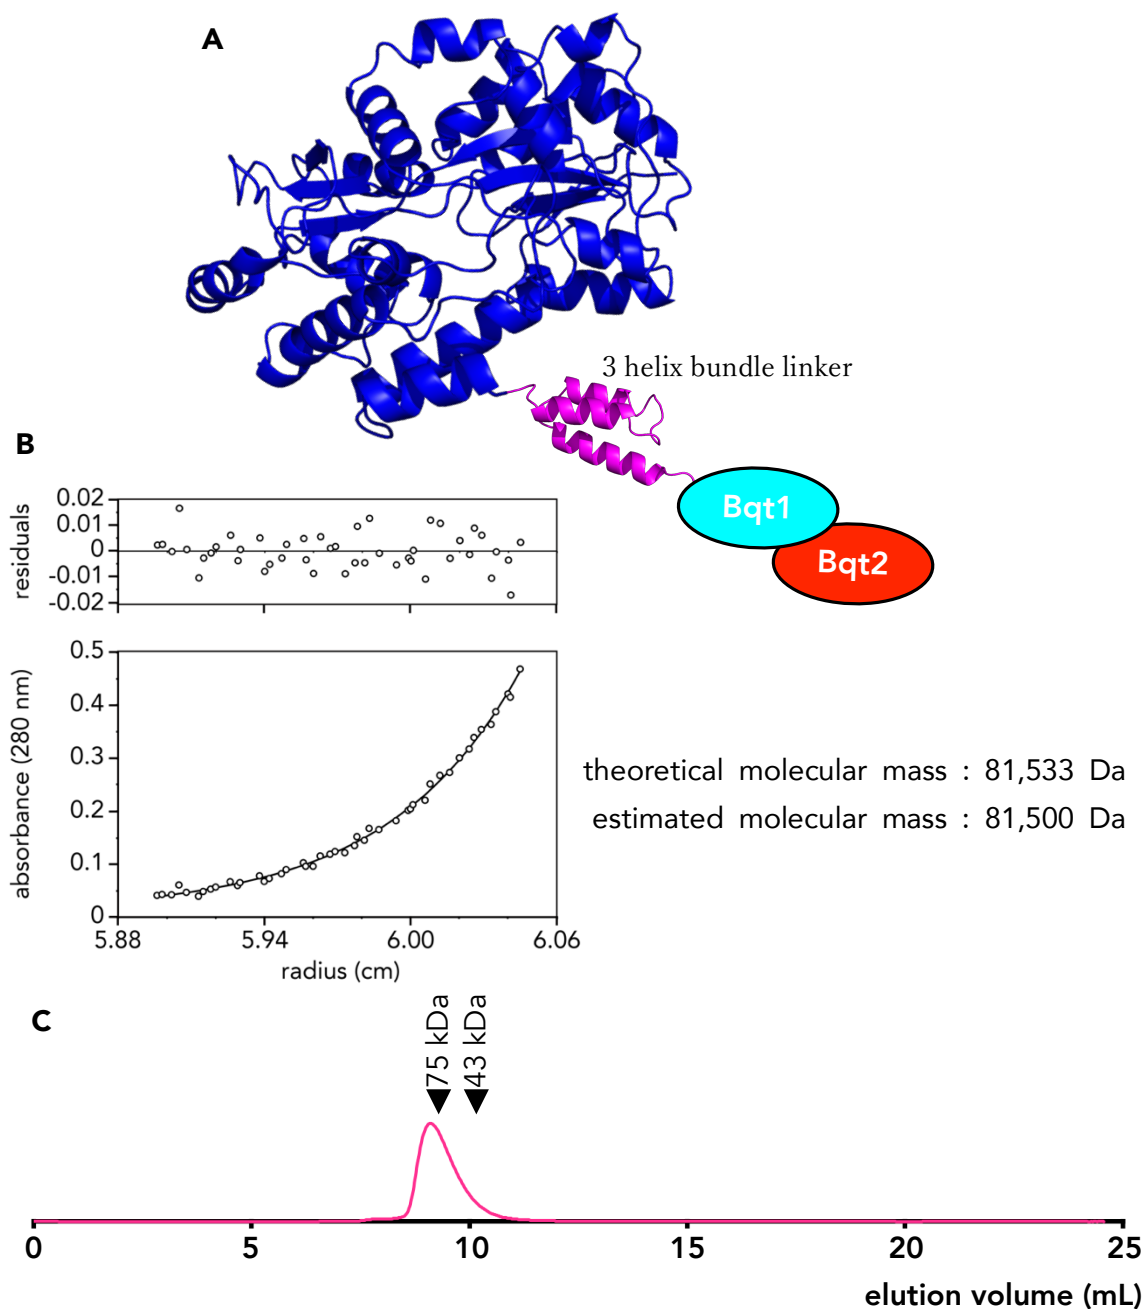 A
3 helix bundle linker
Bqt1
Bqt2
B
residuals
0.02
0.01
0
-0.01
-0.02
absorbance (280 nm)
0.5
0.4
0.3
0.2
0.1
0
5.88 5.94 6.00 6.06
radius (cm)
theoretical molecular mass : 81,533 Da
estimated molecular mass : 81,500 Da
C
75 kDa
43 kDa
0 5 10 15 20 25
elution volume (mL)